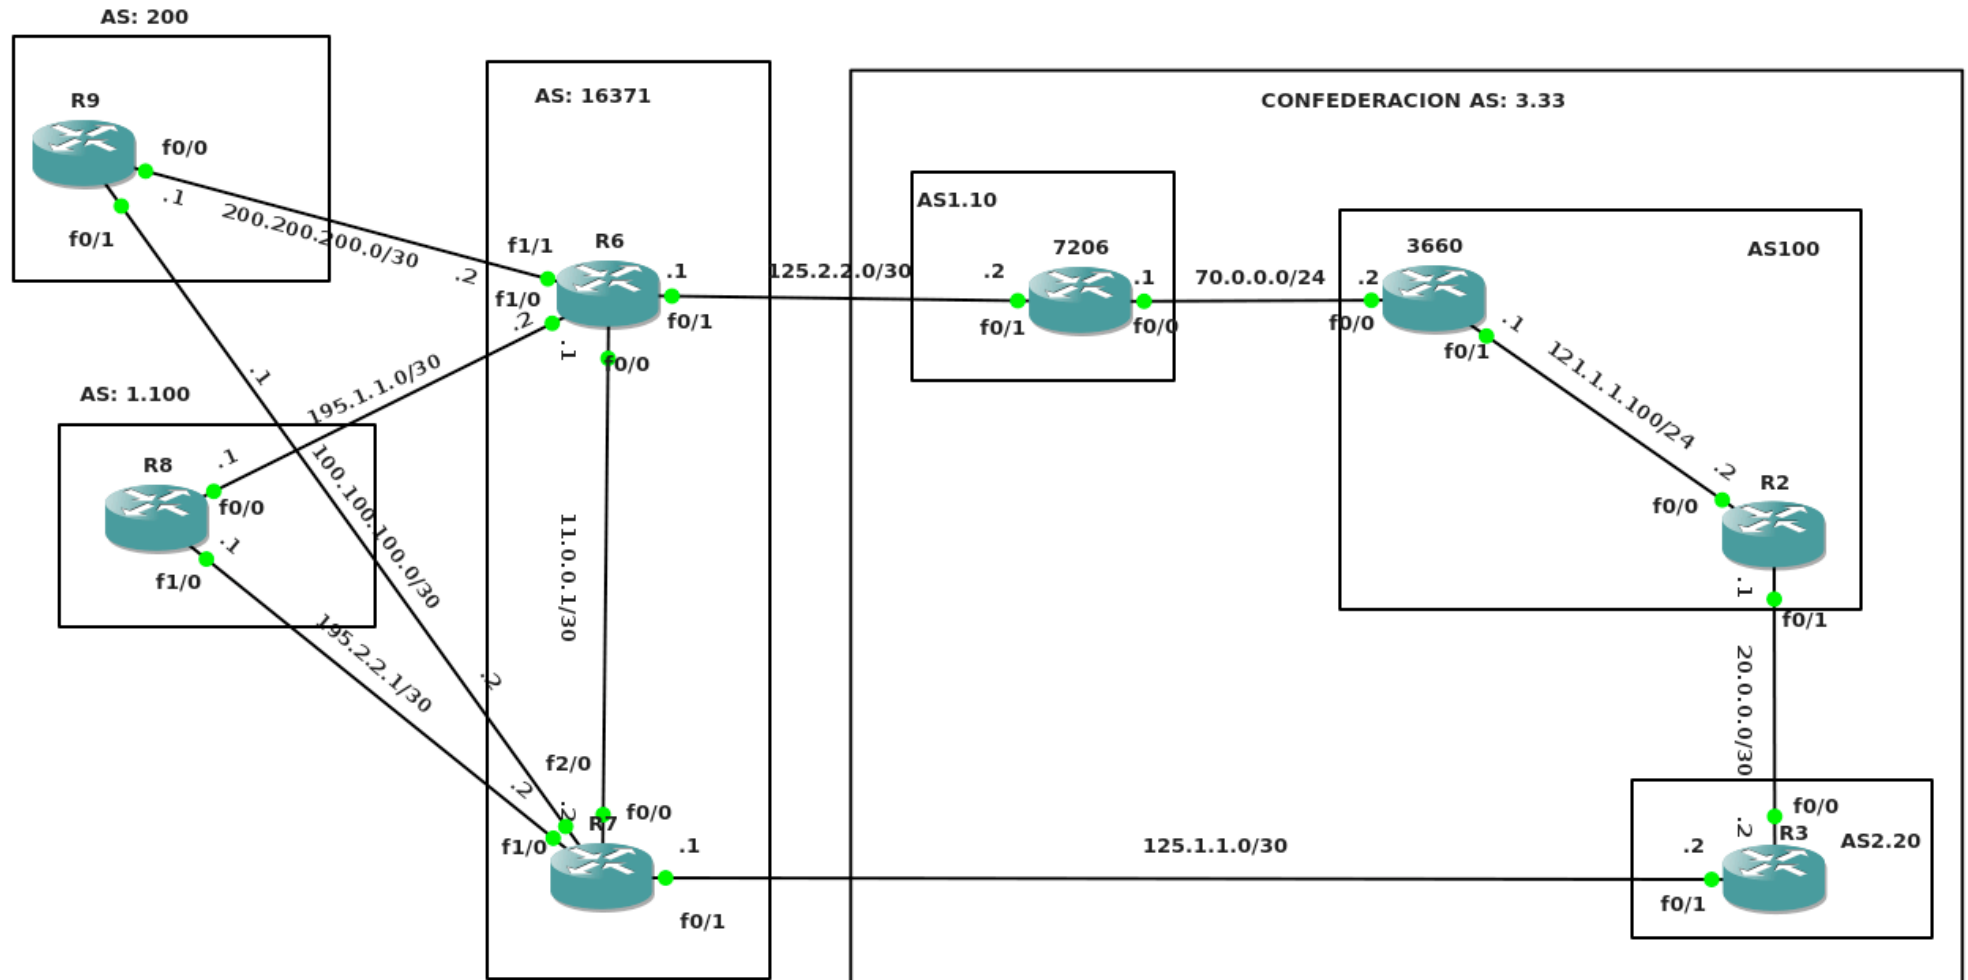 AS: 200
R9
f0/0
.1
200.200.200.0/30
.2
f0/1
.1
100.100.100.0/30
.2
AS: 1.100
R8
.1
f0/0
195.1.1.0/30
.1
f1/0
195.2.2.1/30
.2
AS: 16371
f1/1
R6
f1/0
.2
.1
f0/0
.1
f0/1
11.0.0.1/30
f2/0
.2
f0/0
R7
f1/0
.1
f0/1
125.2.2.0/30
125.1.1.0/30
CONFEDERACION AS: 3.33
AS1.10
7206
.2
f0/1
.1
f0/0
70.0.0.0/24
AS100
3660
.2
f0/0
.1
f0/1
121.1.1.100/24
.2
R2
f0/0
.1
f0/1
20.0.0.0/30
f0/0
.2
R3
AS2.20
.2
f0/1